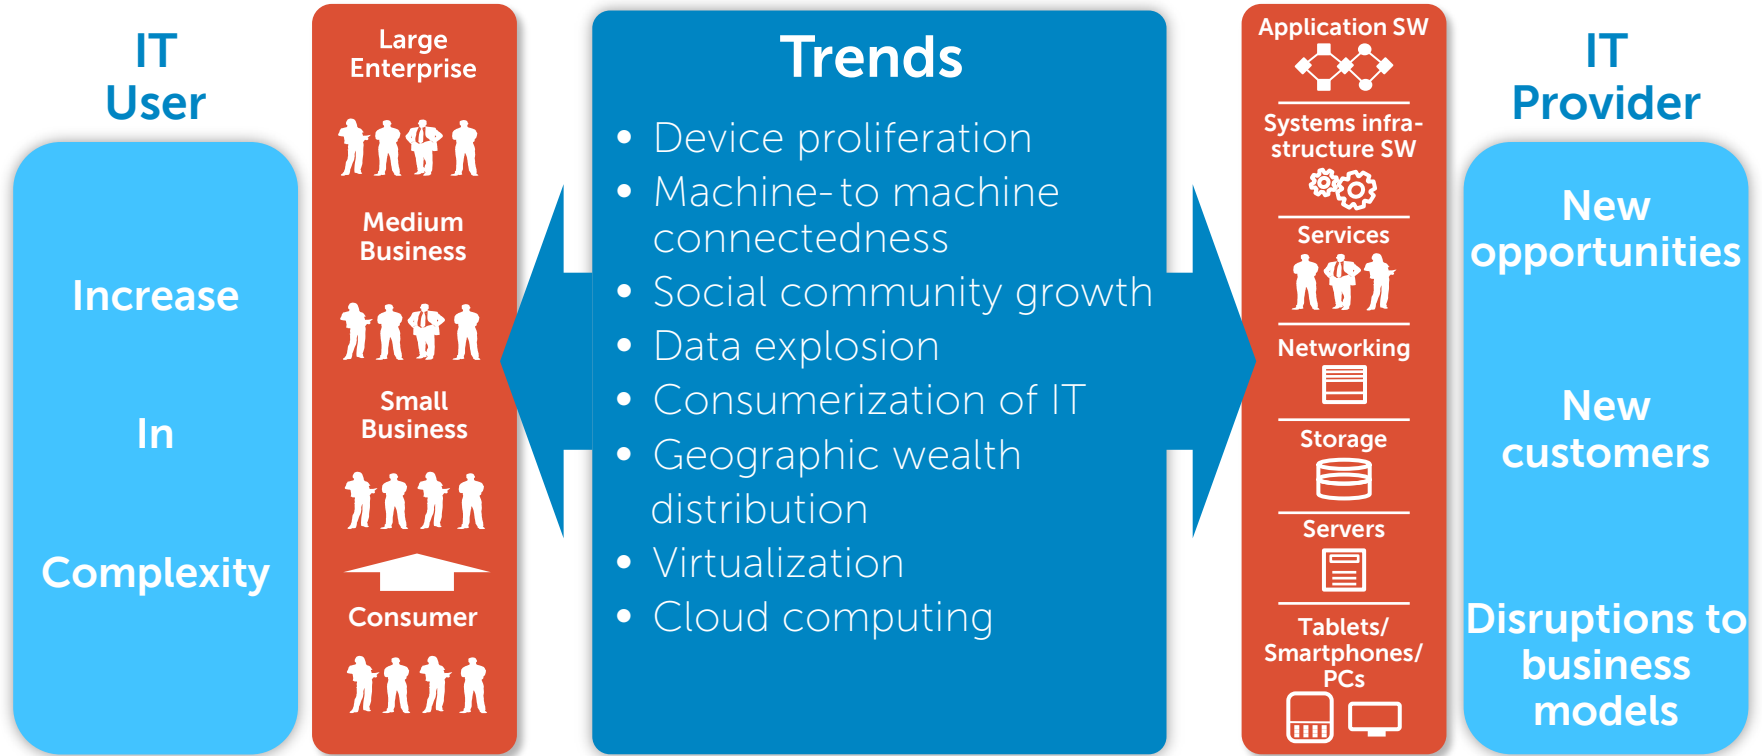 IT
User
Increase
In
Complexity
Large
Enterprise
Medium
Business
Small
Business
Consumer
Trends
• Device proliferation
• Machine-to machine
connectedness
• Social community growth
• Data explosion
• Consumerization of IT
• Geographic wealth
distribution
• Virtualization
• Cloud computing
Application SW
Systems infra-
structure SW
Services
Networking
Storage
Servers
Tablets/
Smartphones/
PCs
IT
Provider
New
opportunities
New
customers
Disruptions to
business
models